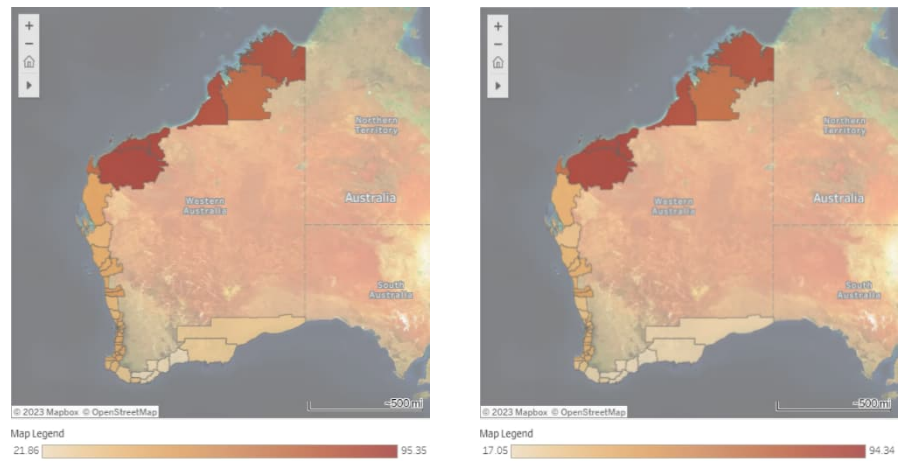 +
−
Northern
Territory
Western
Australia
Australia
South
Australia
© 2023 Mapbox © OpenStreetMap
~500 mi
Map Legend
21.86
95.35
+
−
Northern
Territory
Western
Australia
Australia
South
Australia
© 2023 Mapbox © OpenStreetMap
~500 mi
Map Legend
17.05
94.34